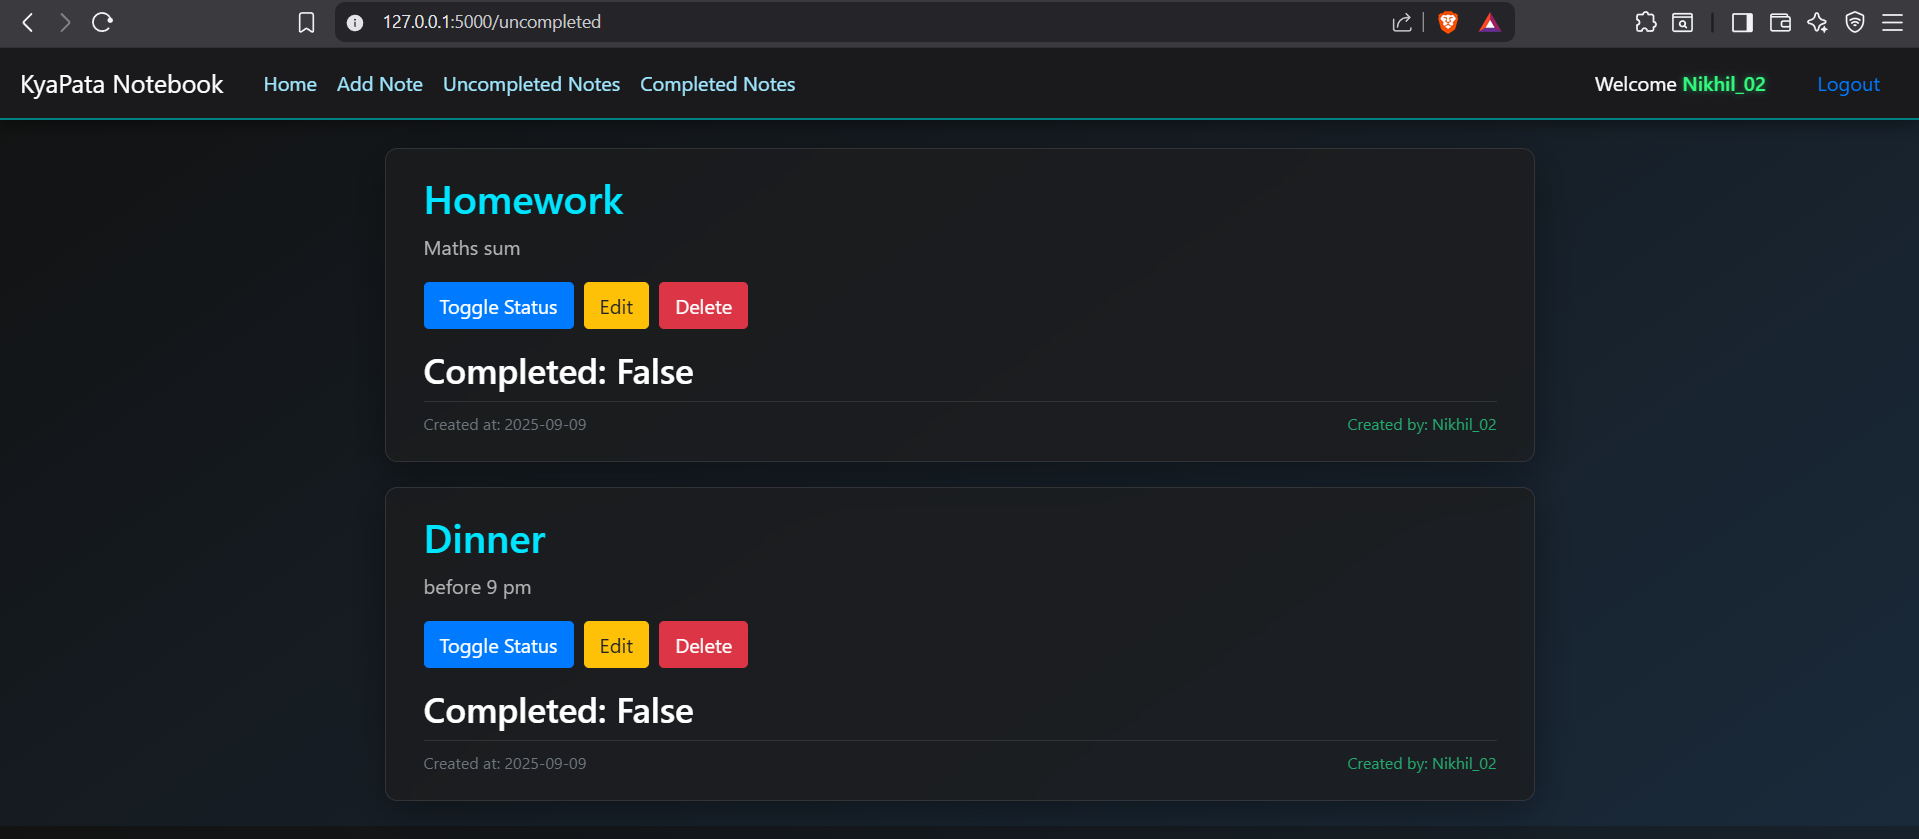 127.0.0.1:5000/uncompleted
KyaPata Notebook Home Add Note Uncompleted Notes Completed Notes Welcome Nikhil_02 Logout
Homework
Maths sum
Toggle Status Edit Delete
Completed: False
Created at: 2025-09-09 Created by: Nikhil_02
Dinner
before 9 pm
Toggle Status Edit Delete
Completed: False
Created at: 2025-09-09 Created by: Nikhil_02